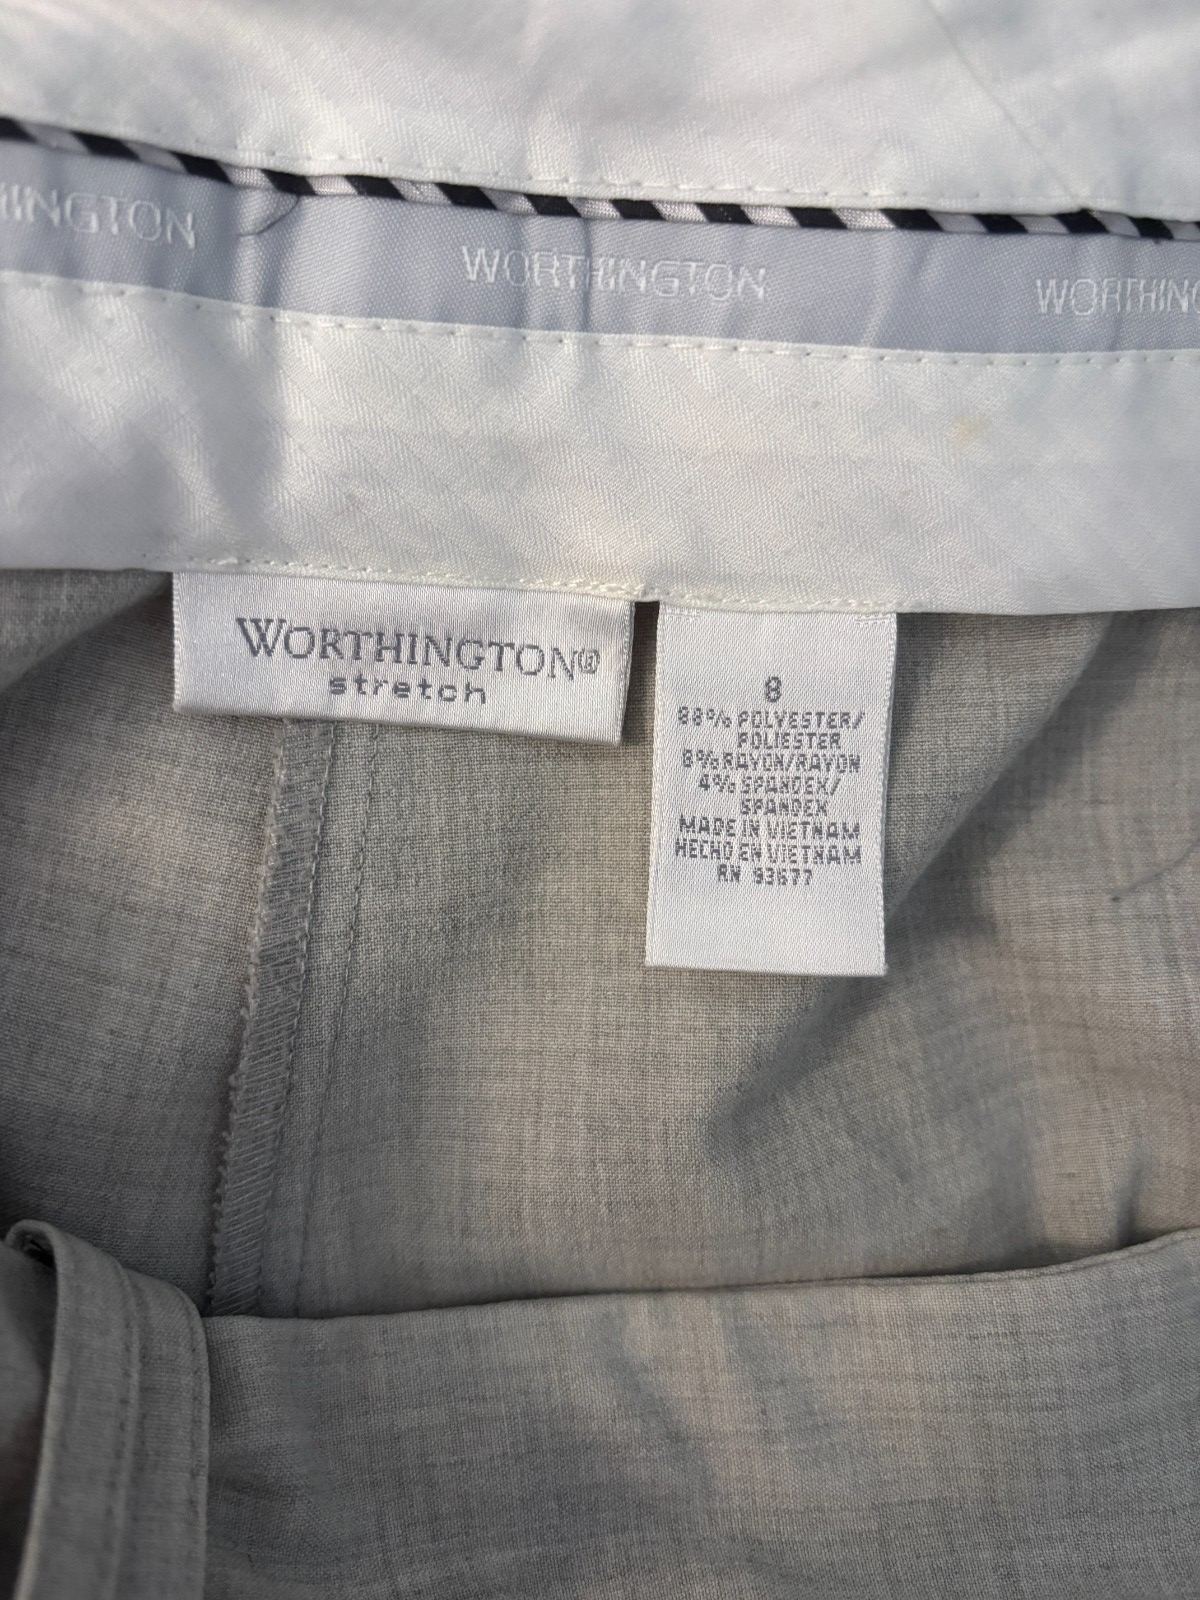 HINGTON
WORTHINGTON
WORTHING
WORTHINGTON®
stretch
8
88% POLYESTER/
POLIESTER
8% RAYON/RAYON
4% SPANDEX/
SPANDEX
MADE IN VIETNAM
HECHO EN VIETNAM
RN 93677